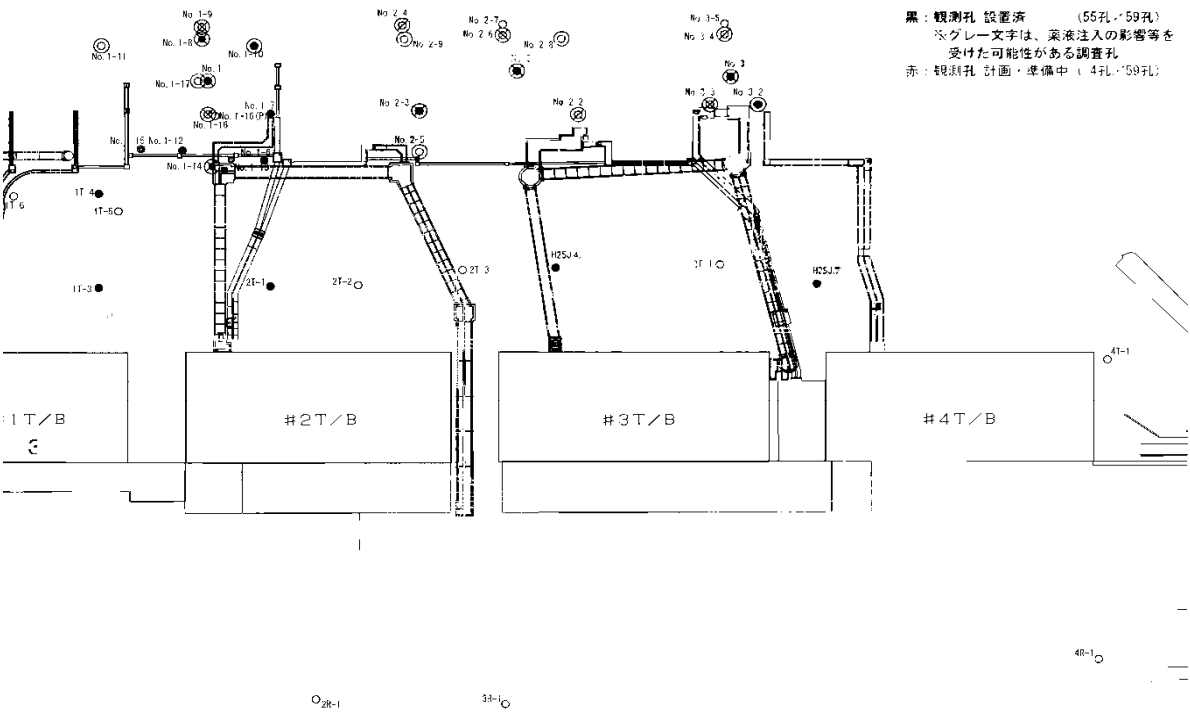 黒：観測孔 設置済　（55孔／59孔）
※グレー文字は、薬液注入の影響等を
受けた可能性がある調査孔
赤：観測孔 計画・準備中（ 4孔／59孔）
No.1-9
No.1-8
No.1-11
No.1-10
No.1-17
No.1
No.1-16(P)
No.1-16
No.1-12
No.1-14
No.2-4
No.2-9
No.2-3
No.2-5
No.2-7
No.2-6
No.2-8
No.2-2
No.3-5
No.3-4
No.3
No.3-2
1T-4
1T-5
1T-3
2T-1
2T-2
2T-3
H25J4
H25J7
4T-1
#2T/B
#3T/B
#4T/B
2R-1
3R-1
4R-1